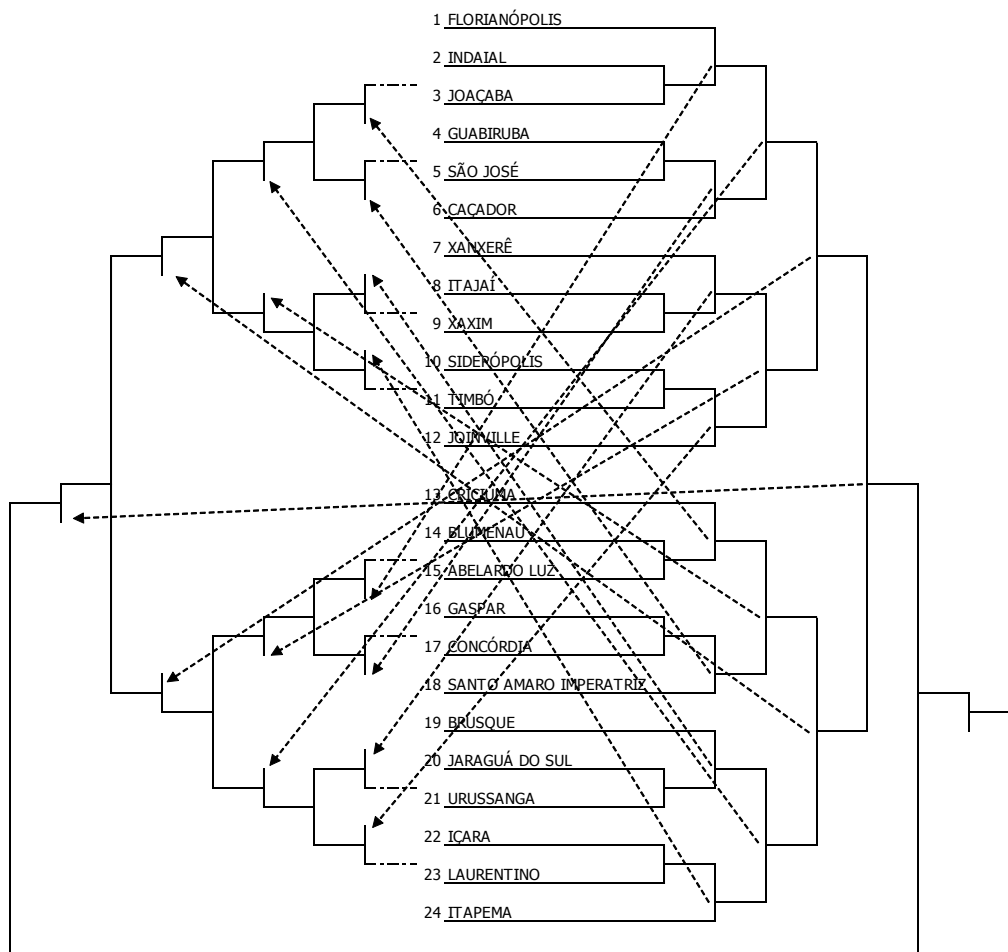 1 FLORIANÓPOLIS
2 INDAIAL
3 JOAÇABA
4 GUABIRUBA
5 SÃO JOSÉ
6 CAÇADOR
7 XANXERÊ
8 ITAJAÍ
9 XAXIM
10 SIDERÓPOLIS
11 TIMBÓ
12 JOINVILLE
13 CRICIUMA
14 BLUMENAU
15 ABELARDO LUZ
16 GASPAR
17 CONCÓRDIA
18 SANTO AMARO IMPERATRIZ
19 BRUSQUE
20 JARAGUÁ DO SUL
21 URUSSANGA
22 IÇARA
23 LAURENTINO
24 ITAPEMA